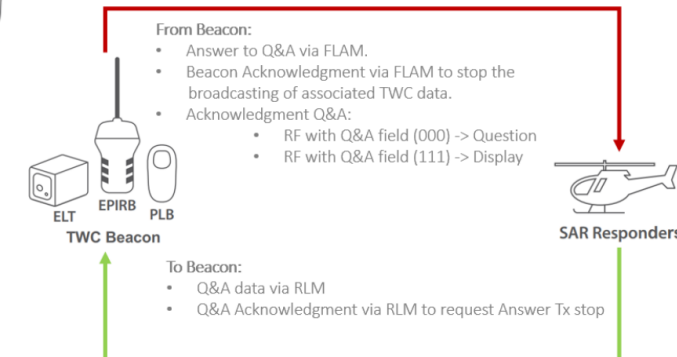 From Beacon:
• Answer to Q&A via FLAM.
• Beacon Acknowledgment via FLAM to stop the
broadcasting of associated TWC data.
• Acknowledgment Q&A:
• RF with Q&A field (000) -> Question
• RF with Q&A field (111) -> Display
ELT
EPIRB
PLB
TWC Beacon
SAR Responders
To Beacon:
• Q&A data via RLM
• Q&A Acknowledgment via RLM to request Answer Tx stop